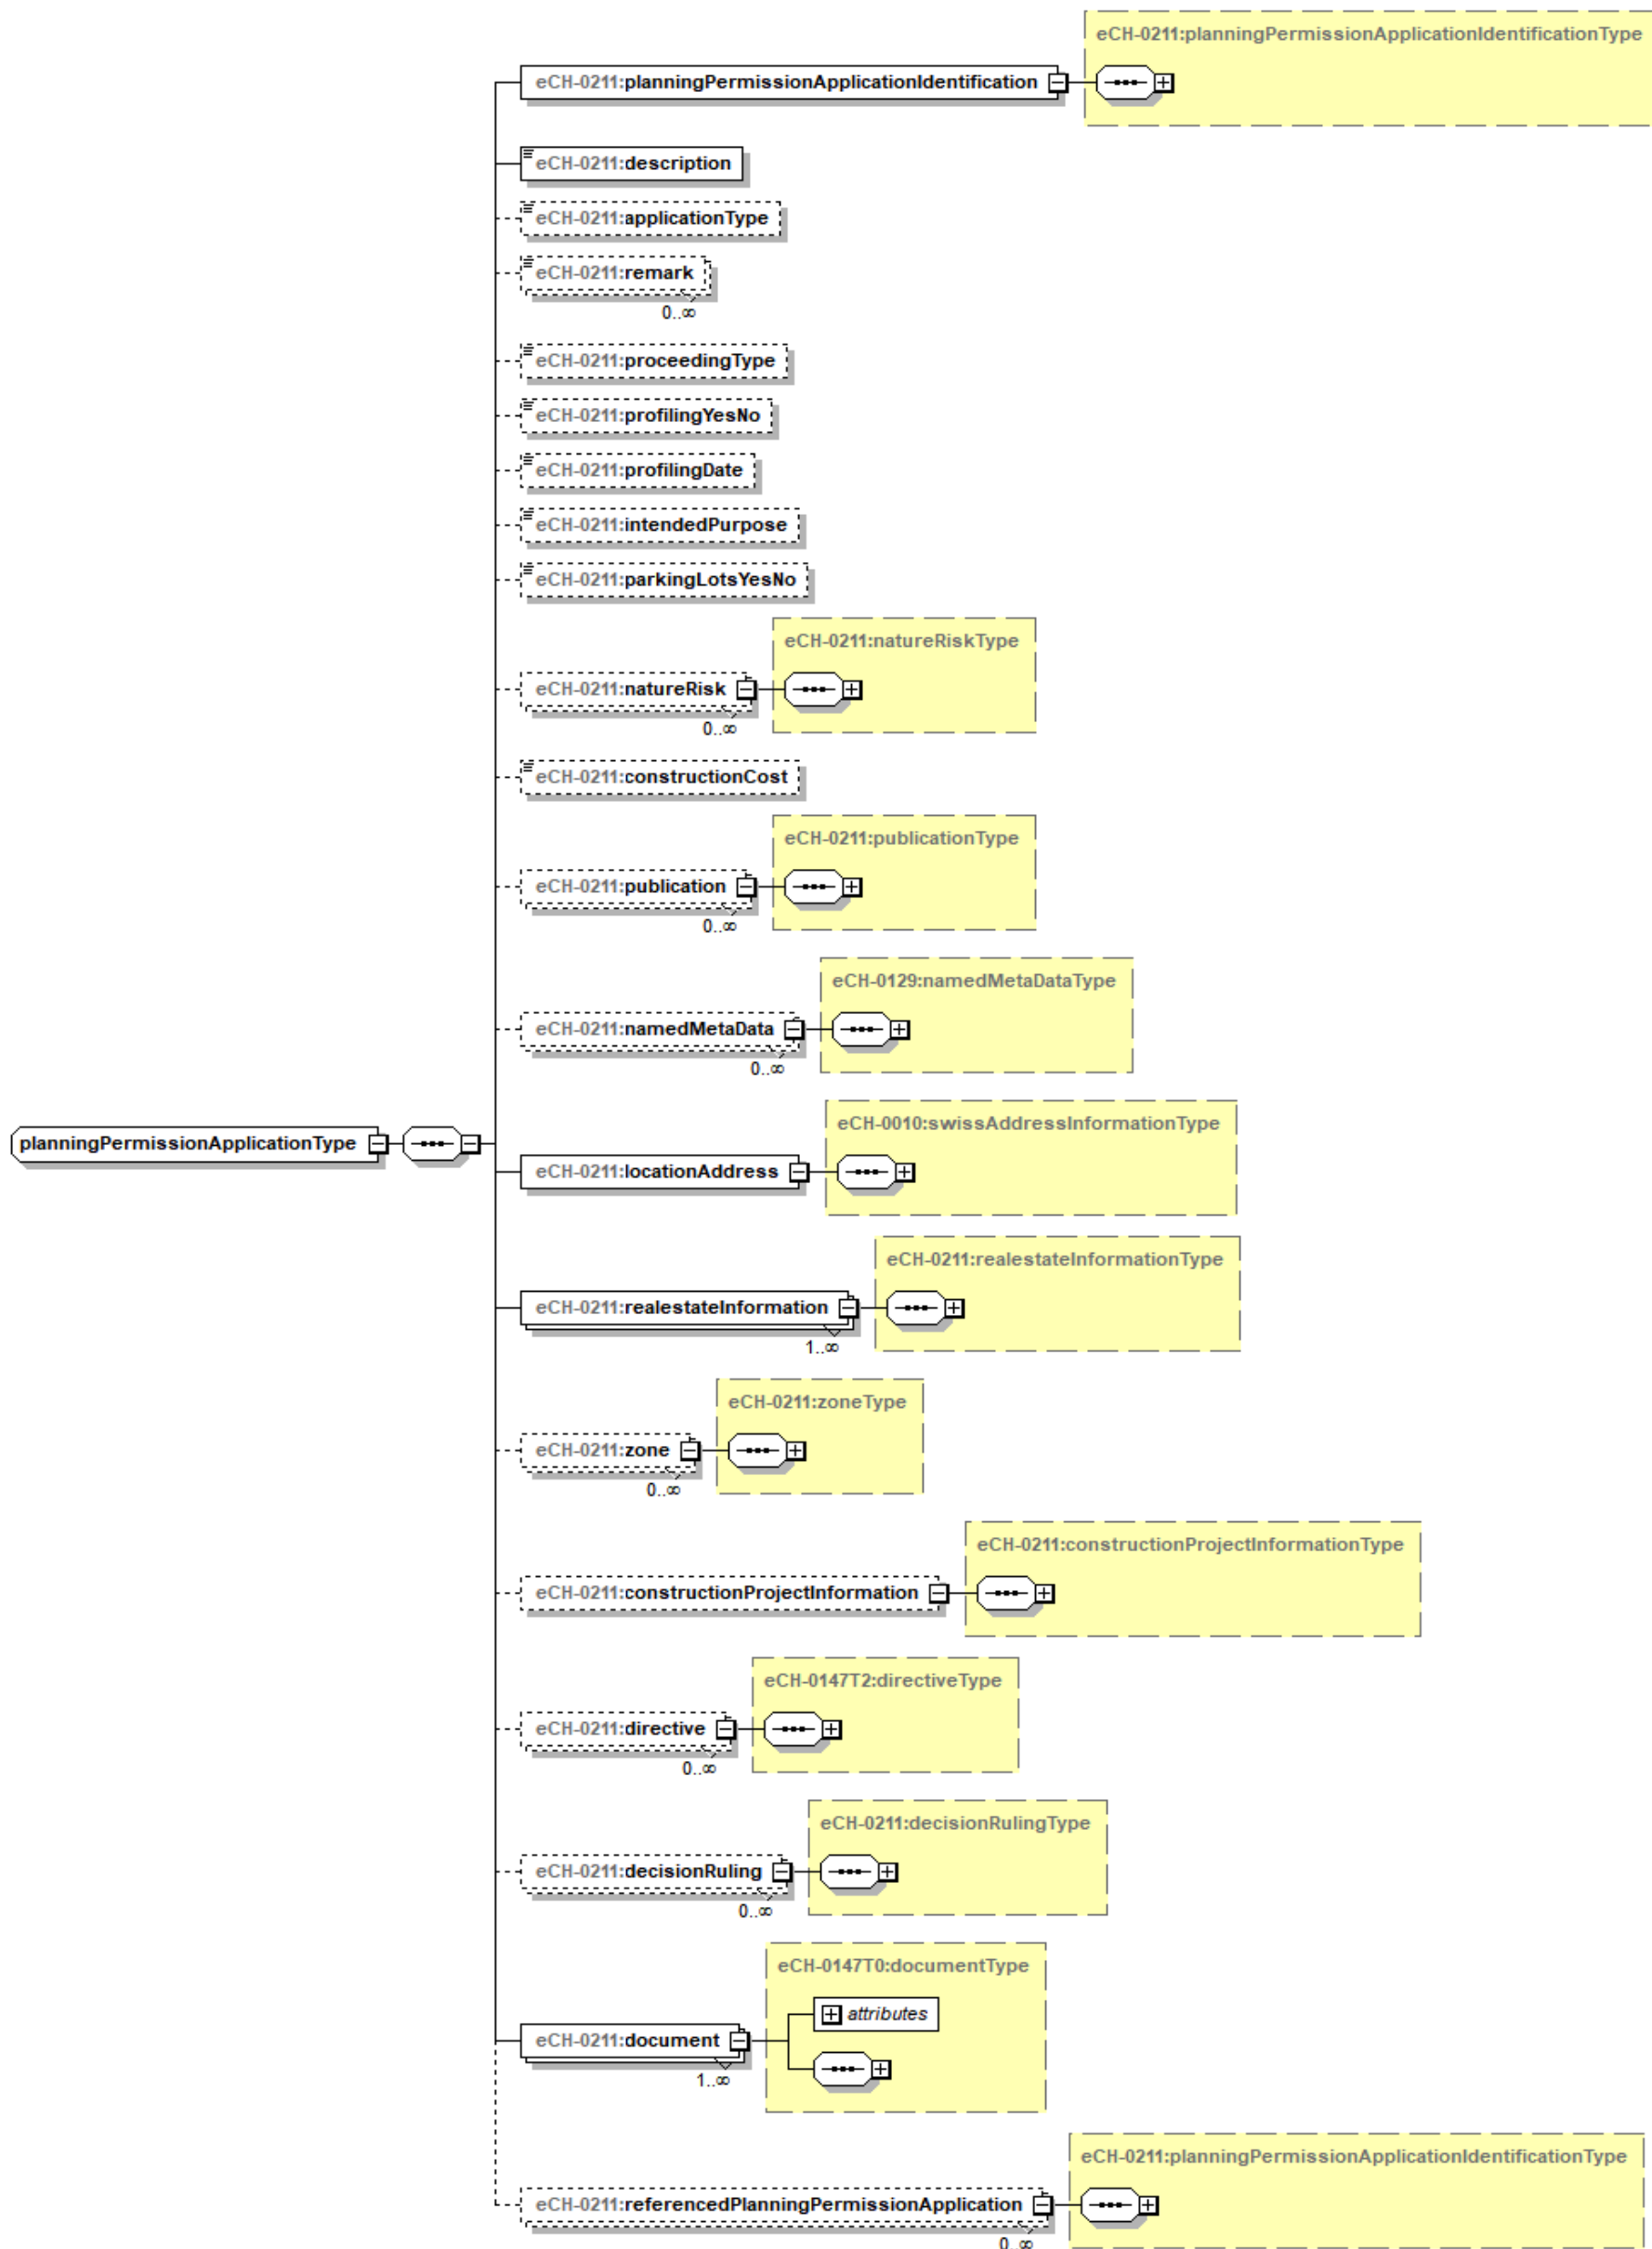 eCH-0211:planningPermissionApplicationIdentificationType
eCH-0211:planningPermissionApplicationIdentification
eCH-0211:description
eCH-0211:applicationType
eCH-0211:remark
0..∞
eCH-0211:proceedingType
eCH-0211:profilingYesNo
eCH-0211:profilingDate
eCH-0211:intendedPurpose
eCH-0211:parkingLotsYesNo
eCH-0211:natureRiskType
eCH-0211:natureRisk
0..∞
eCH-0211:constructionCost
eCH-0211:publicationType
eCH-0211:publication
0..∞
eCH-0129:namedMetaDataType
eCH-0211:namedMetaData
0..∞
eCH-0010:swissAddressInformationType
planningPermissionApplicationType
eCH-0211:locationAddress
eCH-0211:realestateInformationType
eCH-0211:realestateInformation
1..∞
eCH-0211:zoneType
eCH-0211:zone
0..∞
eCH-0211:constructionProjectInformationType
eCH-0211:constructionProjectInformation
eCH-0147T2:directiveType
eCH-0211:directive
0..∞
eCH-0211:decisionRulingType
eCH-0211:decisionRuling
0..∞
eCH-0147T0:documentType
attributes
eCH-0211:document
1..∞
eCH-0211:planningPermissionApplicationIdentificationType
eCH-0211:referencedPlanningPermissionApplication
0..∞